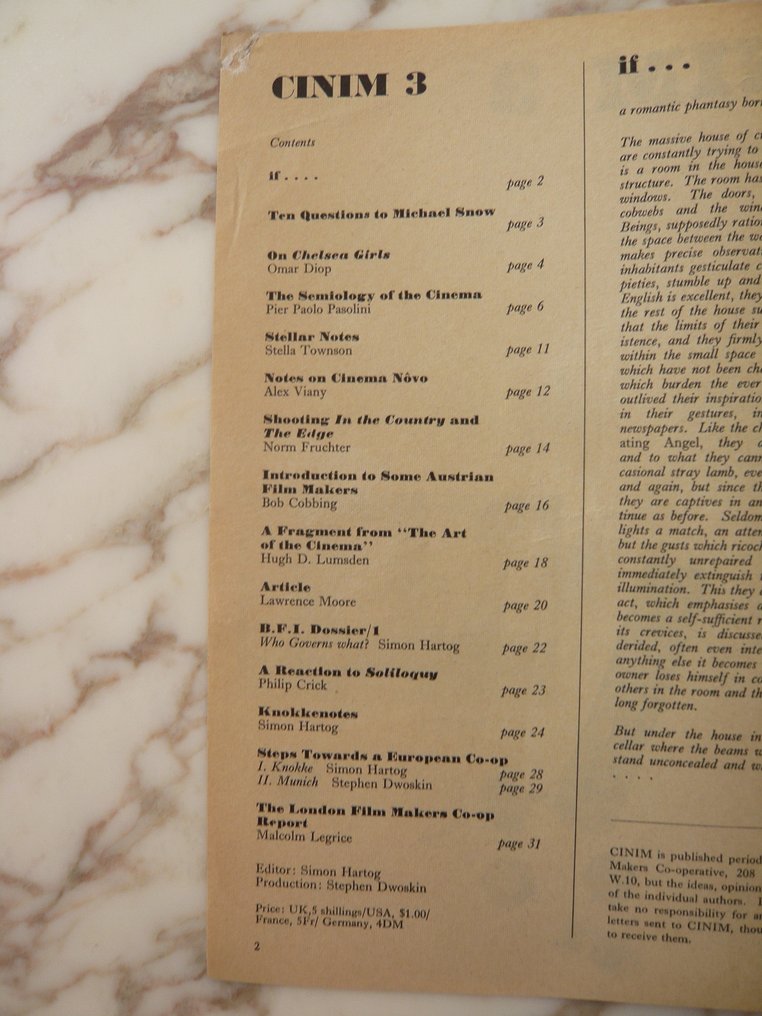 CINIM 3
Contents
if . . . .
page 2
Ten Questions to Michael Snow
page 3
On Chelsea Girls
Omar Diop
page 4
The Semiology of the Cinema
Pier Paolo Pasolini
page 6
Stellar Notes
Stella Townson
page 11
Notes on Cinema Nôvo
Alex Viany
page 12
Shooting In the Country and
The Edge
Norm Fruchter
page 14
Introduction to Some Austrian
Film Makers
Bob Cobbing
page 16
A Fragment from “The Art
of the Cinema”
Hugh D. Lumsden
page 18
Article
Lawrence Moore
page 20
B.F.I. Dossier/1
Who Governs what? Simon Hartog
page 22
A Reaction to Soliloquy
Philip Crick
page 23
Knokkenotes
Simon Hartog
page 24
Steps Towards a European Co-op
I. Knokke Simon Hartog page 28
II. Munich Stephen Dwoskin page 29
The London Film Makers Co-op
Report
Malcolm Legrice
page 31
Editor: Simon Hartog
Production: Stephen Dwoskin
Price: UK,5 shillings/USA, $1.00/
France, 5Fr/ Germany, 4DM
2
if . . .
a romantic phantasy bor
The massive house of c
are constantly trying to
is a room in the hous
structure. The room has
windows. The doors,
cobwebs and the win
Beings, supposedly ratio
the space between the w
makes precise observat
inhabitants gesticulate c
pieties, stumble up and
English is excellent, they
the rest of the house su
that the limits of their
istence, and they firmly
within the small space
which have not been ch
which burden the ever
outlived their inspiratio
in their gestures, in
newspapers. Like the ch
ating Angel, they a
and to what they cann
casional stray lamb, eve
and again, but since th
they are captives in an
tinue as before. Seldom
lights a match, an atte
but the gusts which ricoch
constantly unrepaired
immediately extinguish
illumination. This they
act, which emphasises a
becomes a self-sufficient r
its crevices, is discusse
derided, often even inte
anything else it becomes
owner loses himself in co
others in the room and th
long forgotten.
But under the house in
cellar where the beams w
stand unconcealed and w
. . . .
CINIM is published period
Makers Co-operative, 208
W.10, but the ideas, opinion
of the individual authors. I
take no responsibility for a
letters sent to CINIM, thou
to receive them.